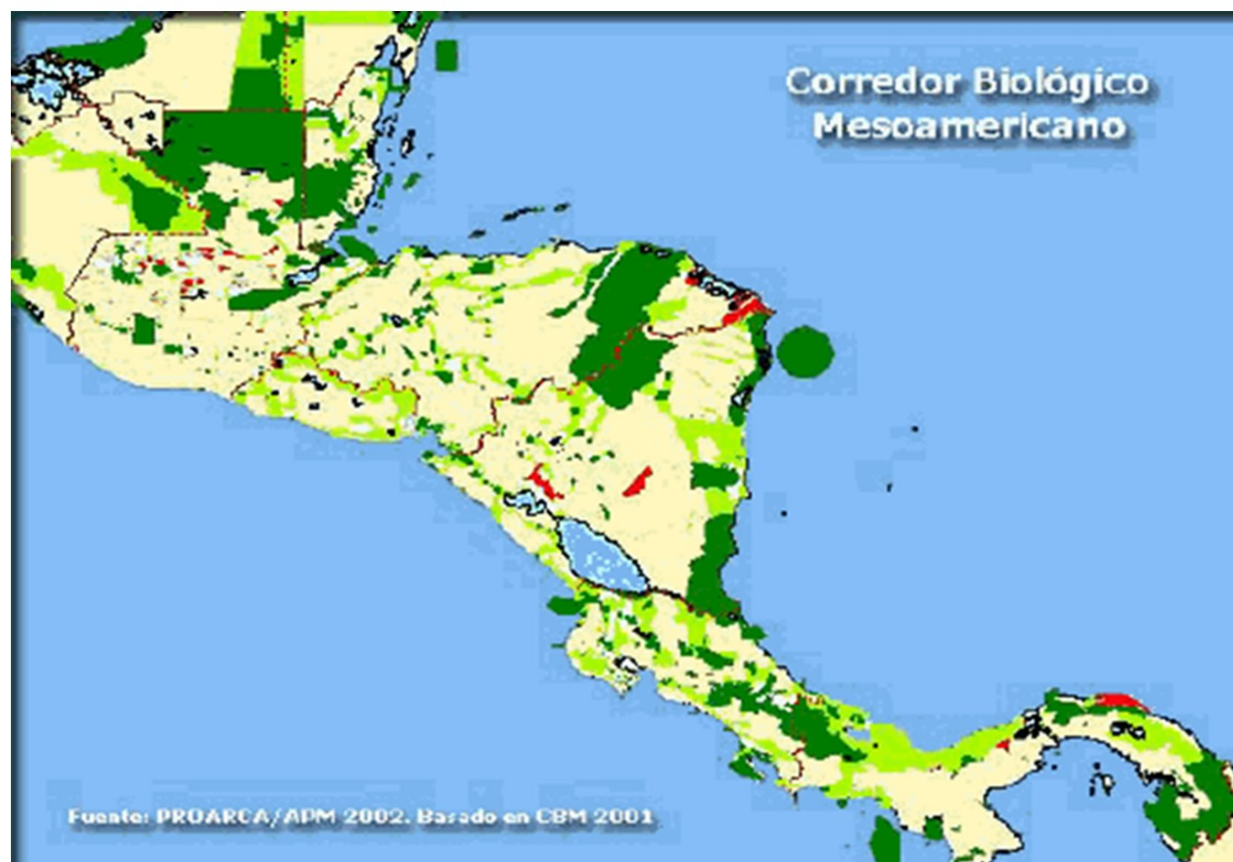 Corredor Biológico
Mesoamericano
Fuente: PROARCA/APM 2002. Basado en CBM 2001